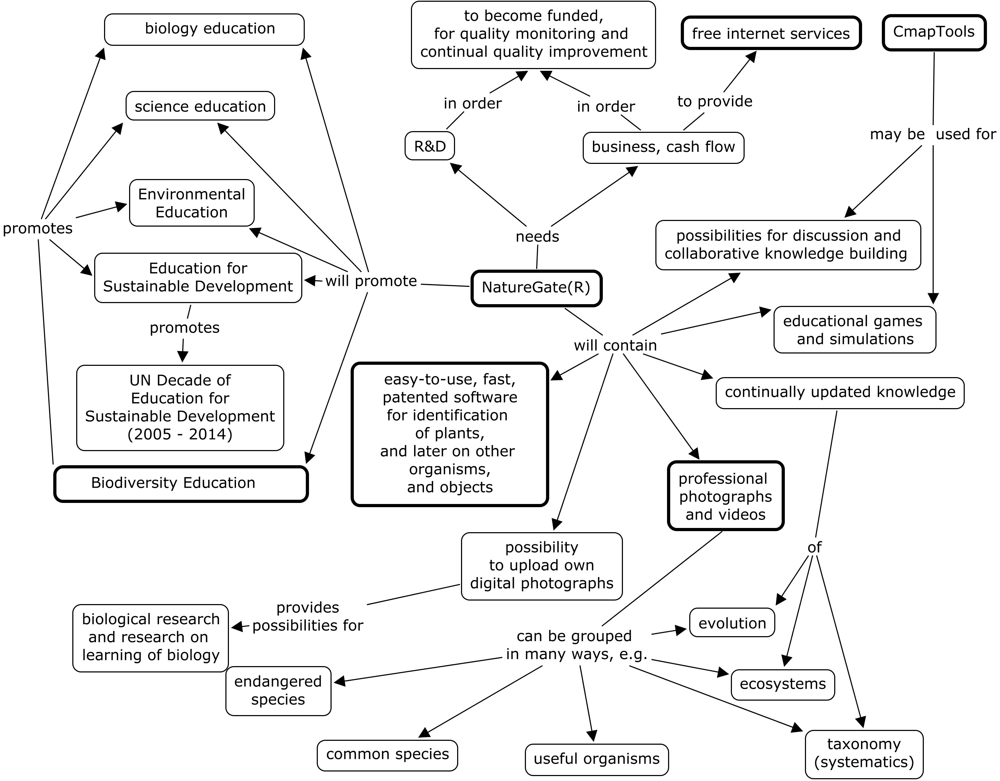 biology education
to become funded,
for quality monitoring and
continual quality improvement
free internet services
CmapTools
science education
in order
in order
to provide
R&D
business, cash flow
may be  used for
Environmental
Education
promotes
needs
possibilities for discussion and
collaborative knowledge building
Education for
Sustainable Development
will promote
NatureGate(R)
promotes
educational games
and simulations
will contain
UN Decade of
Education for
Sustainable Development
(2005 - 2014)
easy-to-use, fast,
patented software
for identification
of plants,
and later on other
organisms,
and objects
continually updated knowledge
Biodiversity Education
professional
photographs
and videos
possibility
to upload own
digital photographs
of
provides
possibilities for
biological research
and research on
learning of biology
can be grouped
in many ways, e.g.
evolution
endangered
species
ecosystems
common species
useful organisms
taxonomy
(systematics)